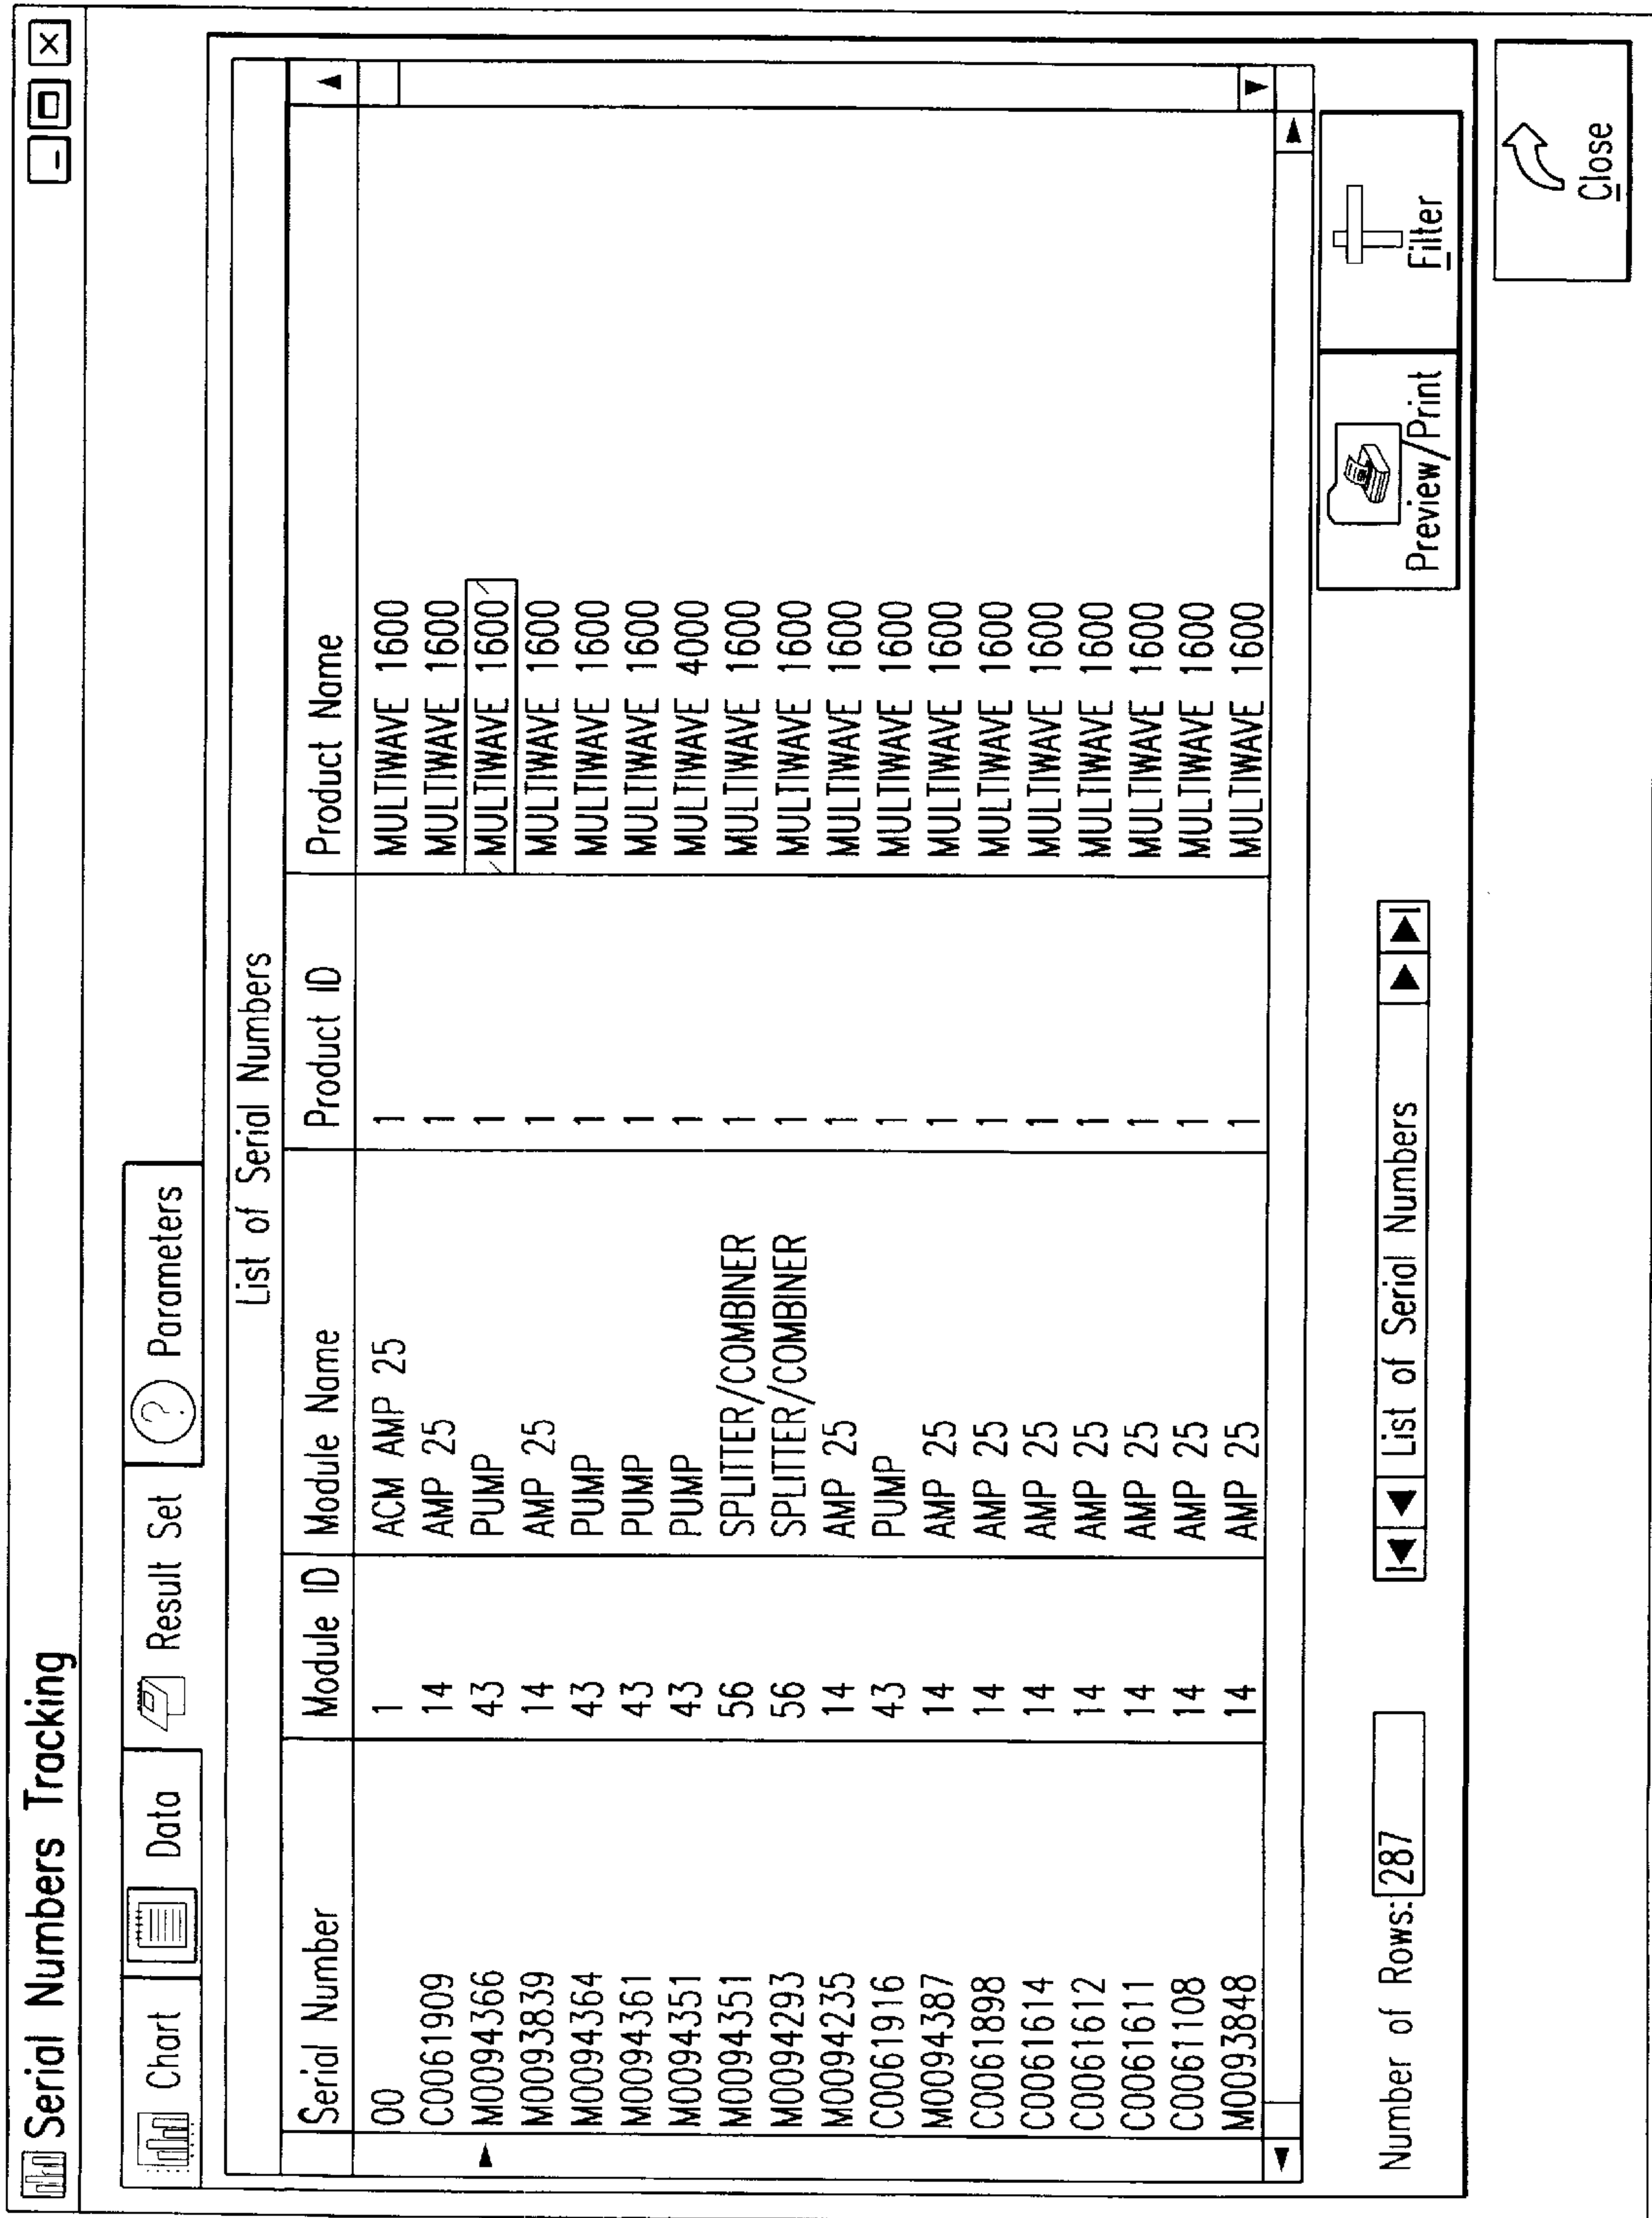 Serial Numbers Tracking
Chart Data Result Set ? Parameters
List of Serial Numbers
Serial Number Module ID Module Name Product ID Product Name
00 1 ACM AMP 25 1 MULTIWAVE 1600
C0061909 14 AMP 25 1 MULTIWAVE 1600
M0094366 43 PUMP 1 MULTIWAVE 1600
M0093839 14 AMP 25 1 MULTIWAVE 1600
M0094364 43 PUMP 1 MULTIWAVE 1600
M0094361 43 PUMP 1 MULTIWAVE 1600
M0094351 43 PUMP 1 MULTIWAVE 4000
M0094351 56 SPLITTER/COMBINER 1 MULTIWAVE 1600
M0094293 56 SPLITTER/COMBINER 1 MULTIWAVE 1600
M0094235 14 AMP 25 1 MULTIWAVE 1600
C0061916 43 PUMP 1 MULTIWAVE 1600
M0094387 14 AMP 25 1 MULTIWAVE 1600
C0061898 14 AMP 25 1 MULTIWAVE 1600
C0061614 14 AMP 25 1 MULTIWAVE 1600
C0061612 14 AMP 25 1 MULTIWAVE 1600
C0061611 14 AMP 25 1 MULTIWAVE 1600
C0061108 14 AMP 25 1 MULTIWAVE 1600
M0093848 14 AMP 25 1 MULTIWAVE 1600
Number of Rows: 287 List of Serial Numbers Preview/Print Filter
Close